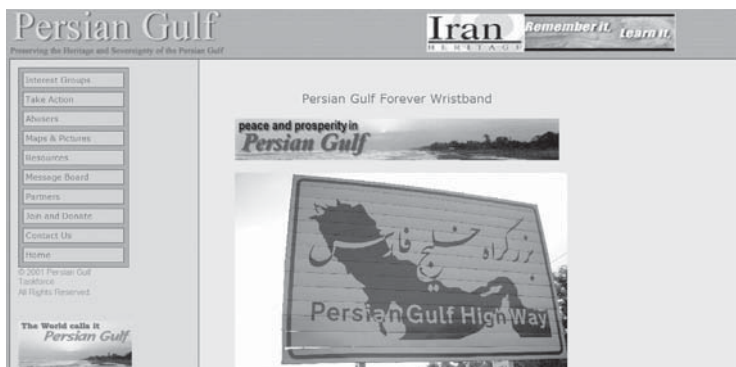 Persian Gulf
Preserving the Heritage and Sovereignty of the Persian Gulf
Iran
HERITAGE
Remember it.
Learn it.
Interest Groups
Take Action
Abusers
Maps & Pictures
Resources
Message Board
Partners
Join and Donate
Contact Us
Home
© 2001 Persian Gulf
Taskforce
All Rights Reserved
The World calls it
Persian Gulf
Persian Gulf Forever Wristband
peace and prosperity in
Persian Gulf
بزرگراه خلیج فارس
Persian Gulf High Way